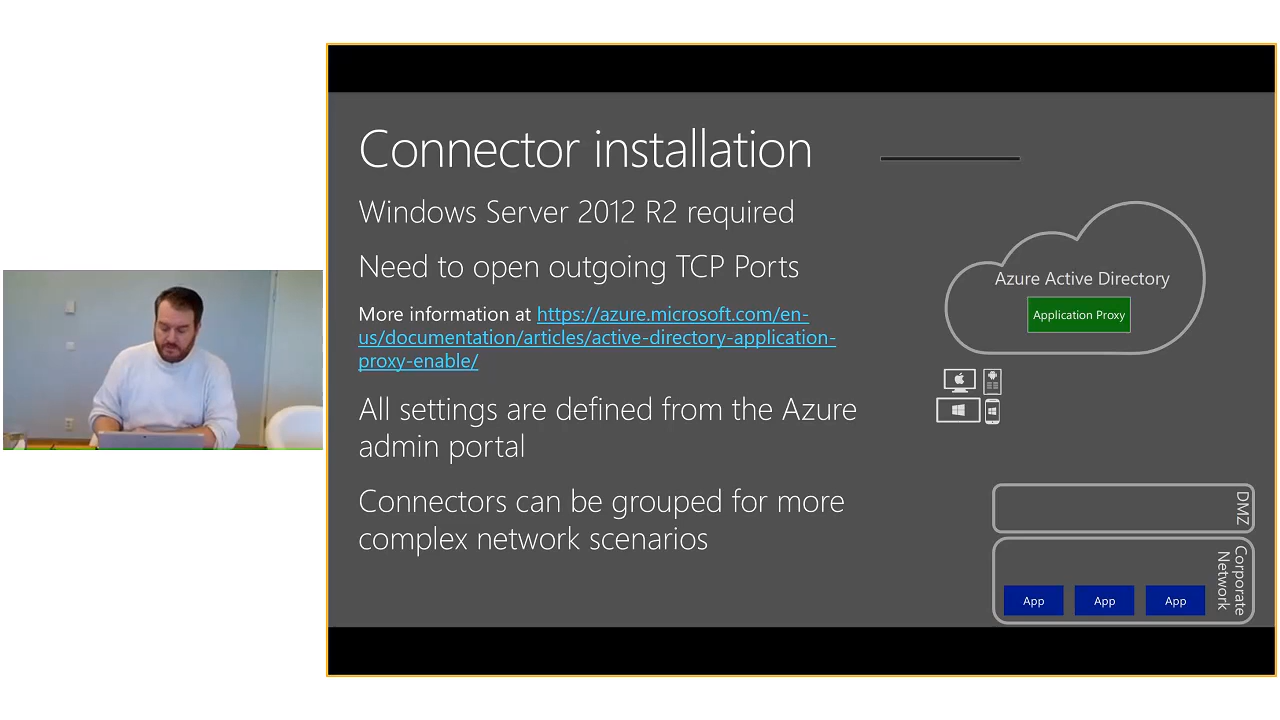 Connector installation
Windows Server 2012 R2 required
Need to open outgoing TCP Ports
More information at https://azure.microsoft.com/en-
us/documentation/articles/active-directory-application-
proxy-enable/
All settings are defined from the Azure
admin portal
Connectors can be grouped for more
complex network scenarios
Azure Active Directory
Application Proxy
DMZ
Corporate
Network
App
App
App